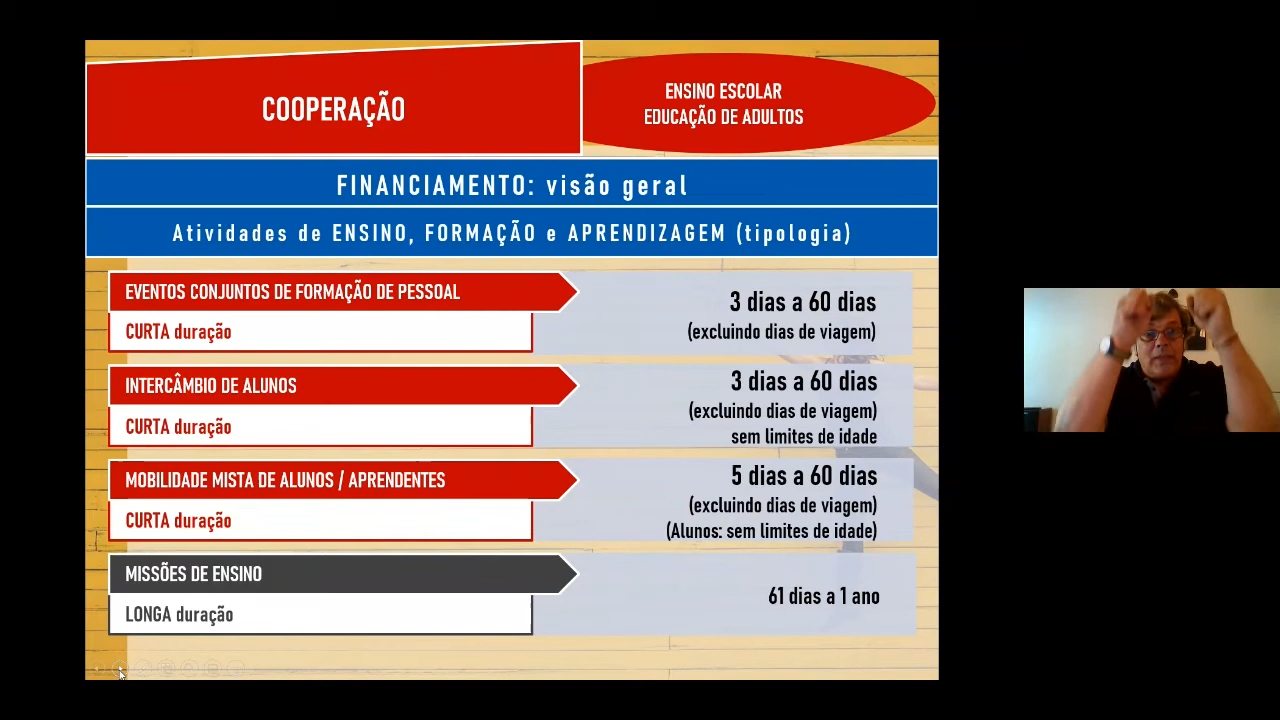 COOPERAÇÃO
ENSINO ESCOLAR
EDUCAÇÃO DE ADULTOS
FINANCIAMENTO: visão geral
Atividades de ENSINO, FORMAÇÃO e APRENDIZAGEM (tipologia)
EVENTOS CONJUNTOS DE FORMAÇÃO DE PESSOAL
CURTA duração
3 dias a 60 dias
(excluindo dias de viagem)
INTERCÂMBIO DE ALUNOS
CURTA duração
3 dias a 60 dias
(excluindo dias de viagem)
sem limites de idade
MOBILIDADE MISTA DE ALUNOS / APRENDENTES
CURTA duração
5 dias a 60 dias
(excluindo dias de viagem)
(Alunos: sem limites de idade)
MISSÕES DE ENSINO
LONGA duração
61 dias a 1 ano